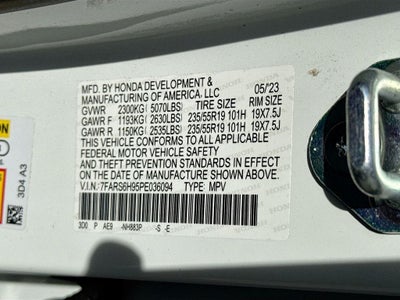 MFD. BY HONDA DEVELOPMENT &
MANUFACTURING OF AMERICA, LLC 05/23
GVWR 2300KG(5070LBS) TIRE SIZE RIM SIZE
GAWR F 1193KG(2630LBS) 235/55R19 101H 19X7.5J
GAWR R 1150KG(2535LBS) 235/55R19 101H 19X7.5J
THIS VEHICLE CONFORMS TO ALL APPLICABLE
FEDERAL MOTOR VEHICLE SAFETY
AND THEFT PREVENTION STANDARDS IN EFFECT
ON THE DATE OF MANUFACTURE SHOWN ABOVE.
V.I.N.:7FARS6H95PE036094 TYPE: MPV
3D0 P AE9 -NH883P -S -E
3D4 A3